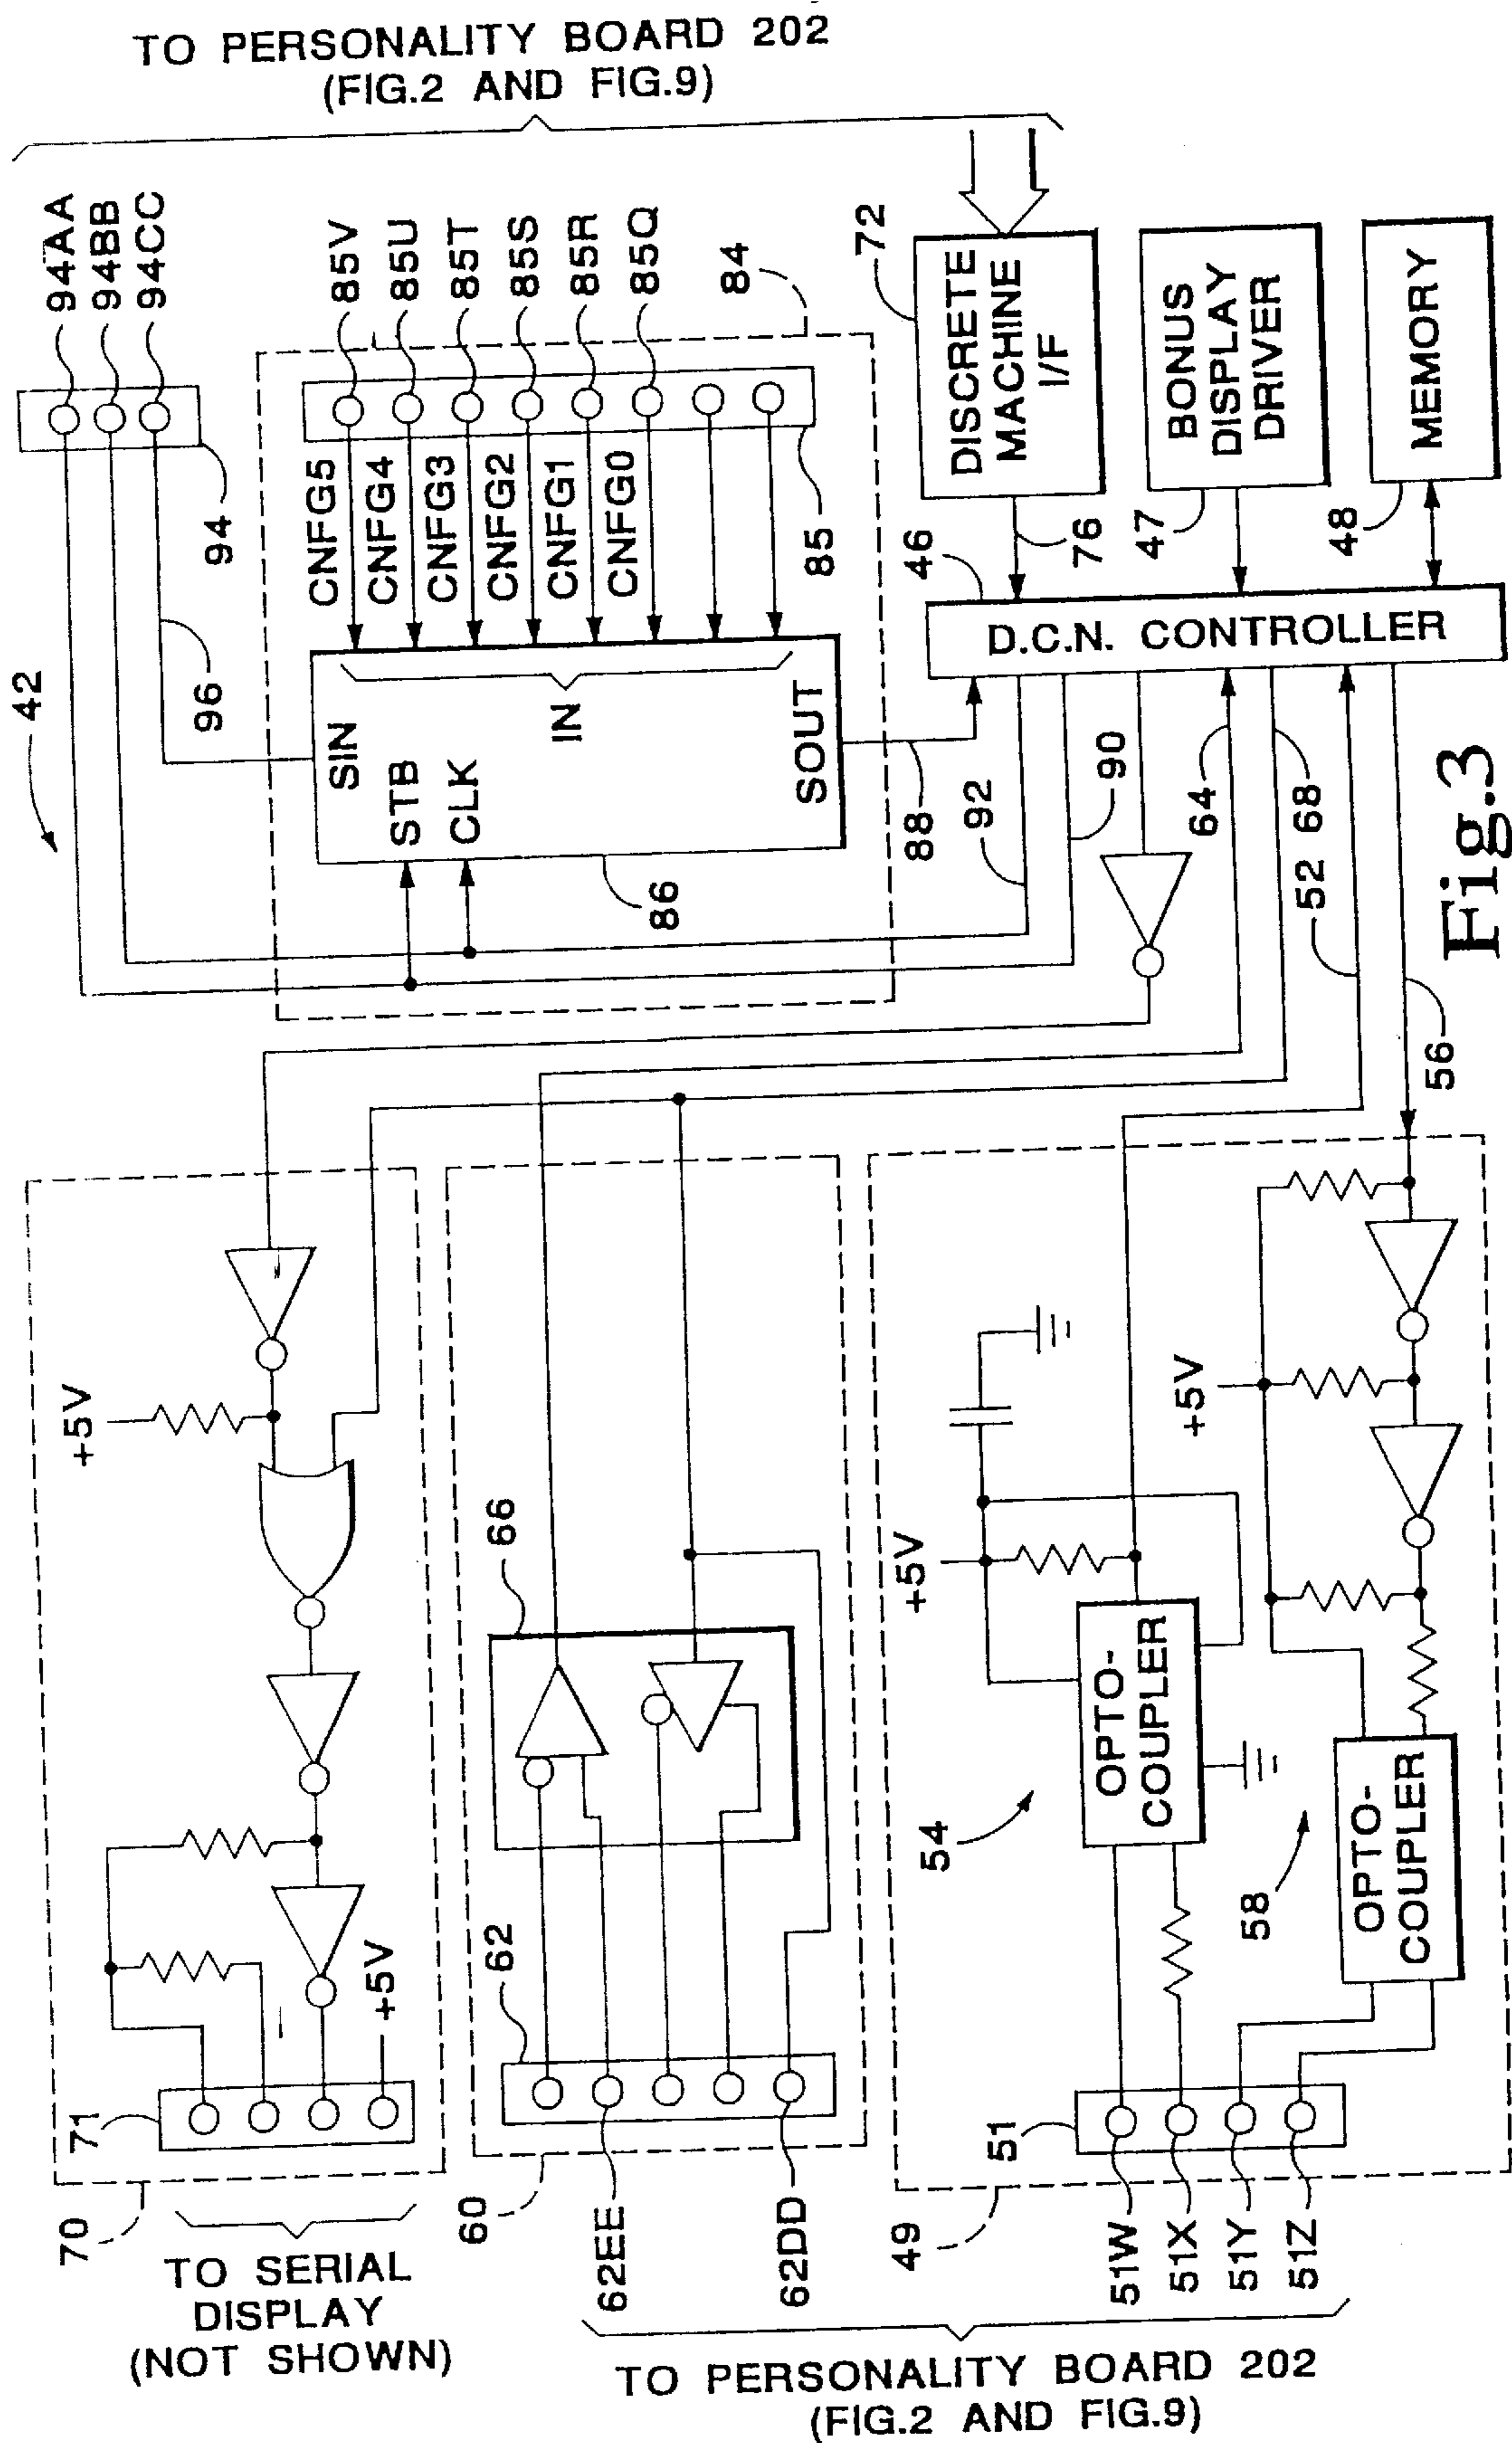 TO PERSONALITY BOARD 202
(FIG.2 AND FIG.9)
42
94AA
94BB
94CC
94
96
85V
85U
85T
85S
85R
85Q
84
CNFG5
CNFG4
CNFG3
CNFG2
CNFG1
CNFG0
85
SIN
STB
CLK
IN
SOUT
86
88
72
DISCRETE
MACHINE
I/F
76
BONUS
DISPLAY
DRIVER
47
MEMORY
48
46
D.C.N. CONTROLLER
92
90
64
68
52
56
Fig.3
+5V
71
+5V
70
TO SERIAL
DISPLAY
(NOT SHOWN)
66
62
60
62EE
62DD
+5V
OPTO-
COUPLER
54
+5V
OPTO-
COUPLER
58
51
49
51W
51X
51Y
51Z
TO PERSONALITY BOARD 202
(FIG.2 AND FIG.9)